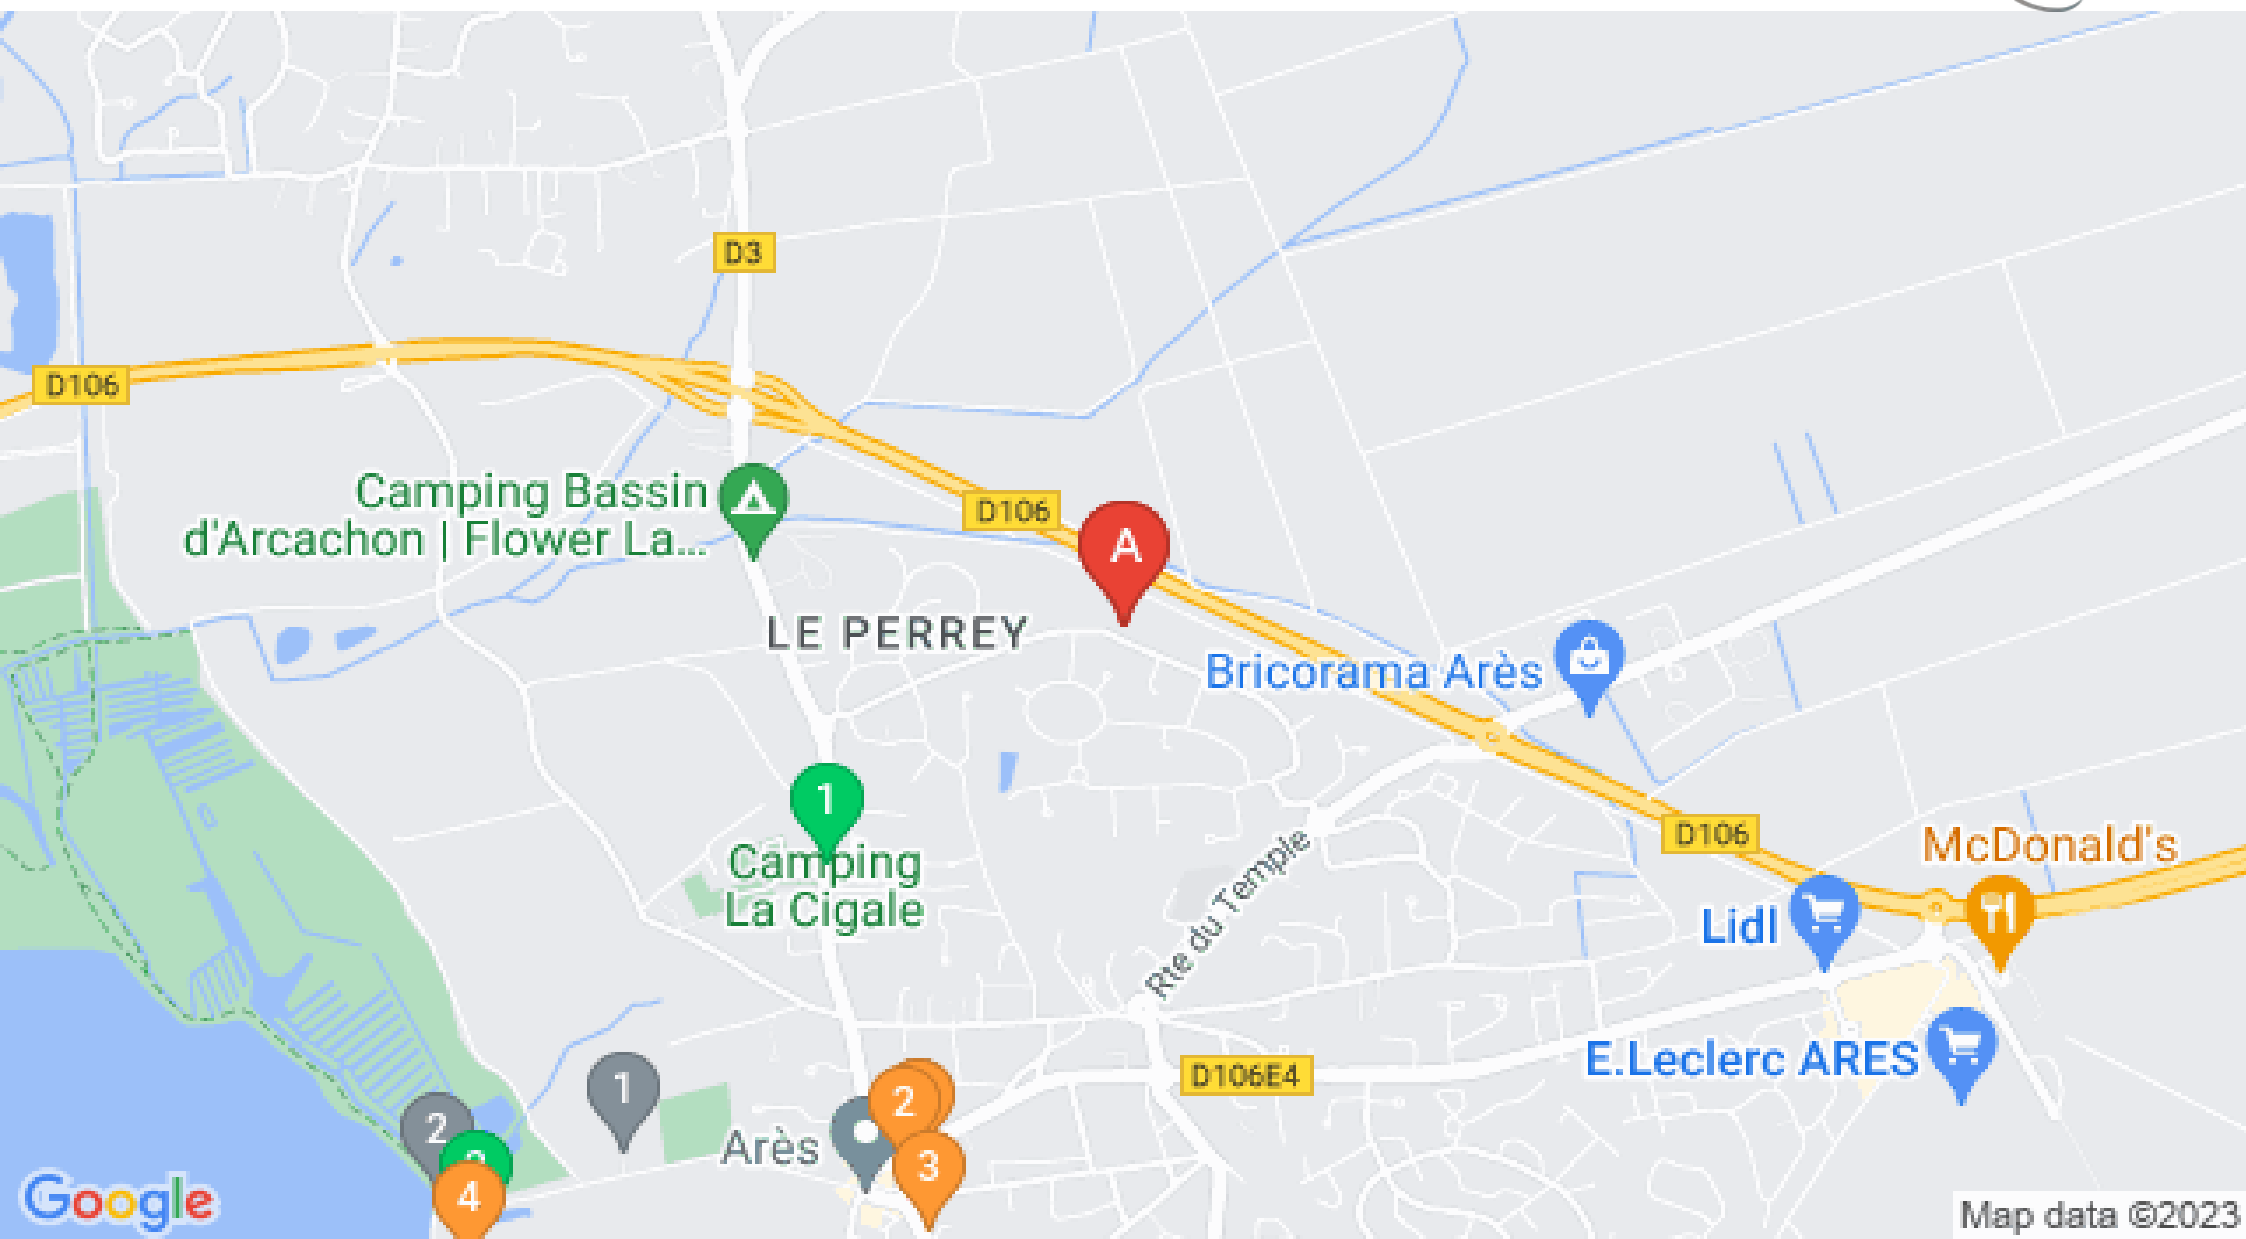 D3
D106
Camping Bassin
d'Arcachon | Flower La...
D106
A
LE PERREY
Bricorama Arès
1
Camping
La Cigale
D106
McDonald's
Rte du Temple
Lidl
E.Leclerc ARES
D106E4
1
2
2
Arès
3
4
Google
Map data ©2023